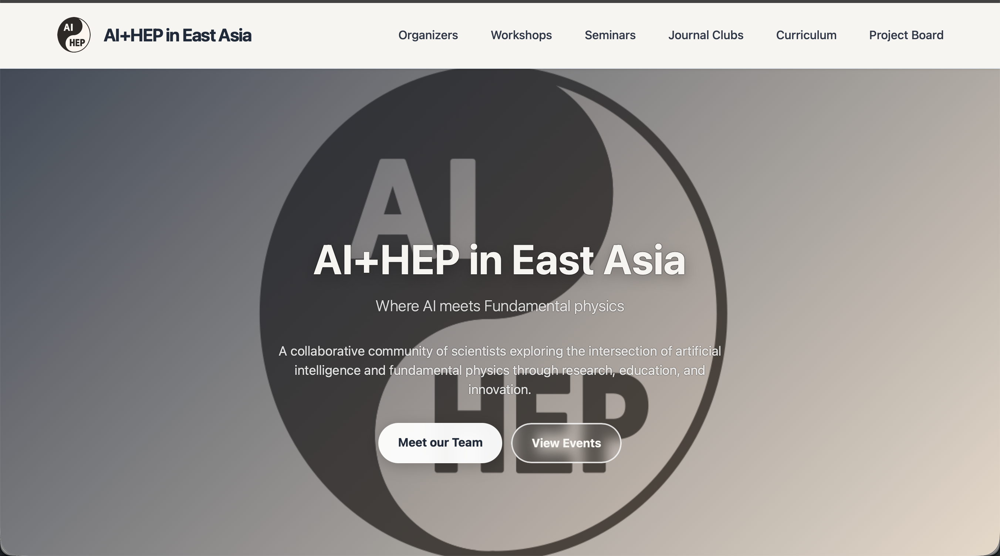 AI
HEP
AI+HEP in East Asia
Organizers
Workshops
Seminars
Journal Clubs
Curriculum
Project Board
AI
AI+HEP in East Asia
Where AI meets Fundamental physics
A collaborative community of scientists exploring the intersection of artificial
intelligence and fundamental physics through research, education, and
innovation.
HEP
Meet our Team
View Events